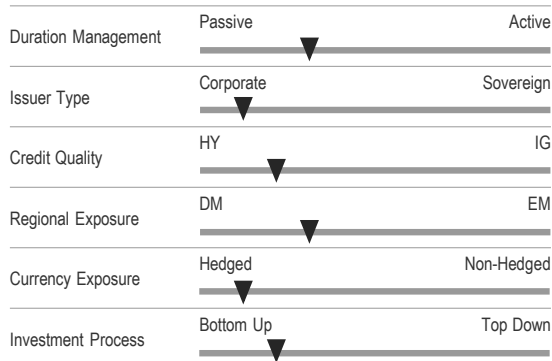 Passive Active
Duration Management
Corporate Sovereign
Issuer Type
HY IG
Credit Quality
DM EM
Regional Exposure
Hedged Non-Hedged
Currency Exposure
Bottom Up Top Down
Investment Process